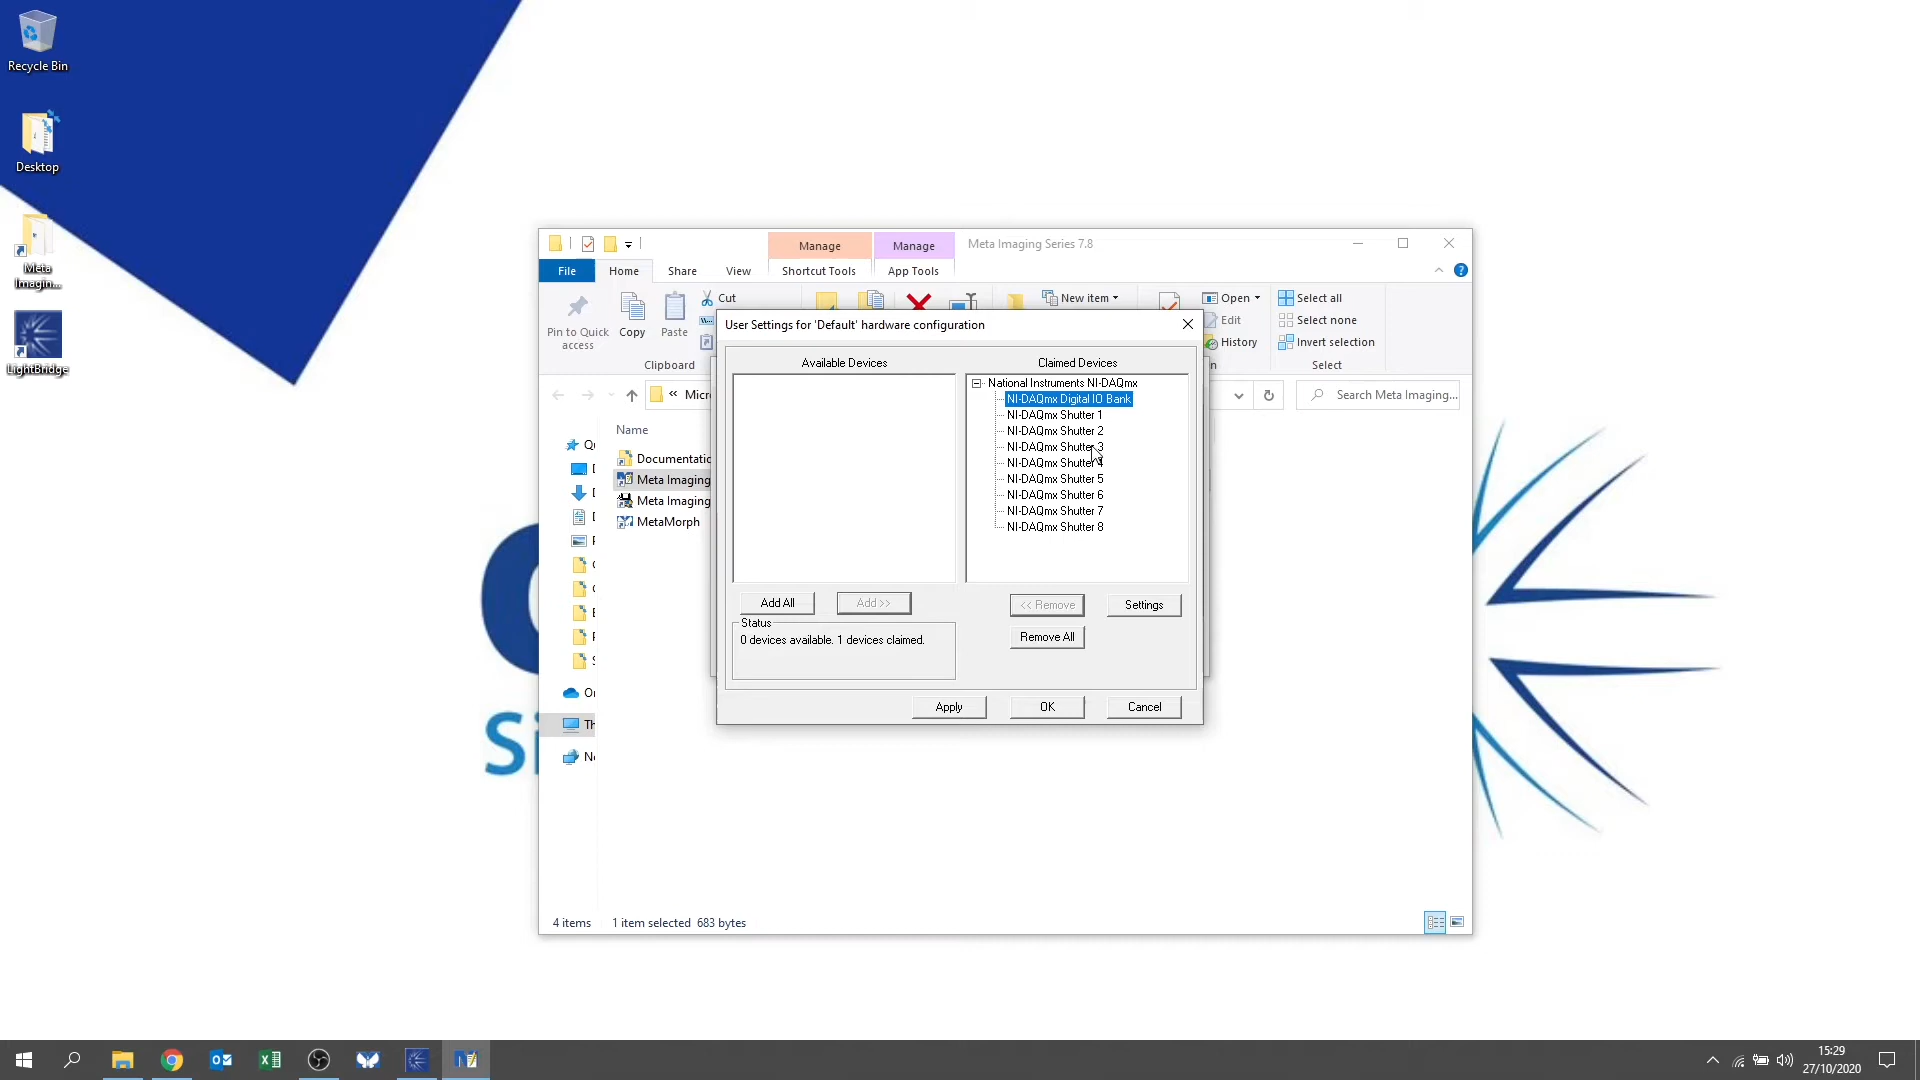 Recycle Bin
Desktop
Meta
Imagin...
LightBridge
Manage
Manage
Meta Imaging Series 7.8
File
Home
Share
View
Shortcut Tools
App Tools
Pin to Quick
access
Copy
Paste
Cut
New item
Open
Edit
History
Select all
Select none
Invert selection
Clipboard
Select
Search Meta Imaging...
Name
Meta Imaging
Meta Imaging
MetaMorph
User Settings for 'Default' hardware configuration
Available Devices
Claimed Devices
National Instruments NI-DAQmx
NI-DAQmx Digital IO Bank
NI-DAQmx Shutter 1
NI-DAQmx Shutter 2
NI-DAQmx Shutter 3
NI-DAQmx Shutter 4
NI-DAQmx Shutter 5
NI-DAQmx Shutter 6
NI-DAQmx Shutter 7
NI-DAQmx Shutter 8
Add All
Add >>
<< Remove
Settings
Remove All
Status
0 devices available. 1 devices claimed.
Apply
OK
Cancel
4 items
1 item selected 683 bytes
15:29
27/10/2020